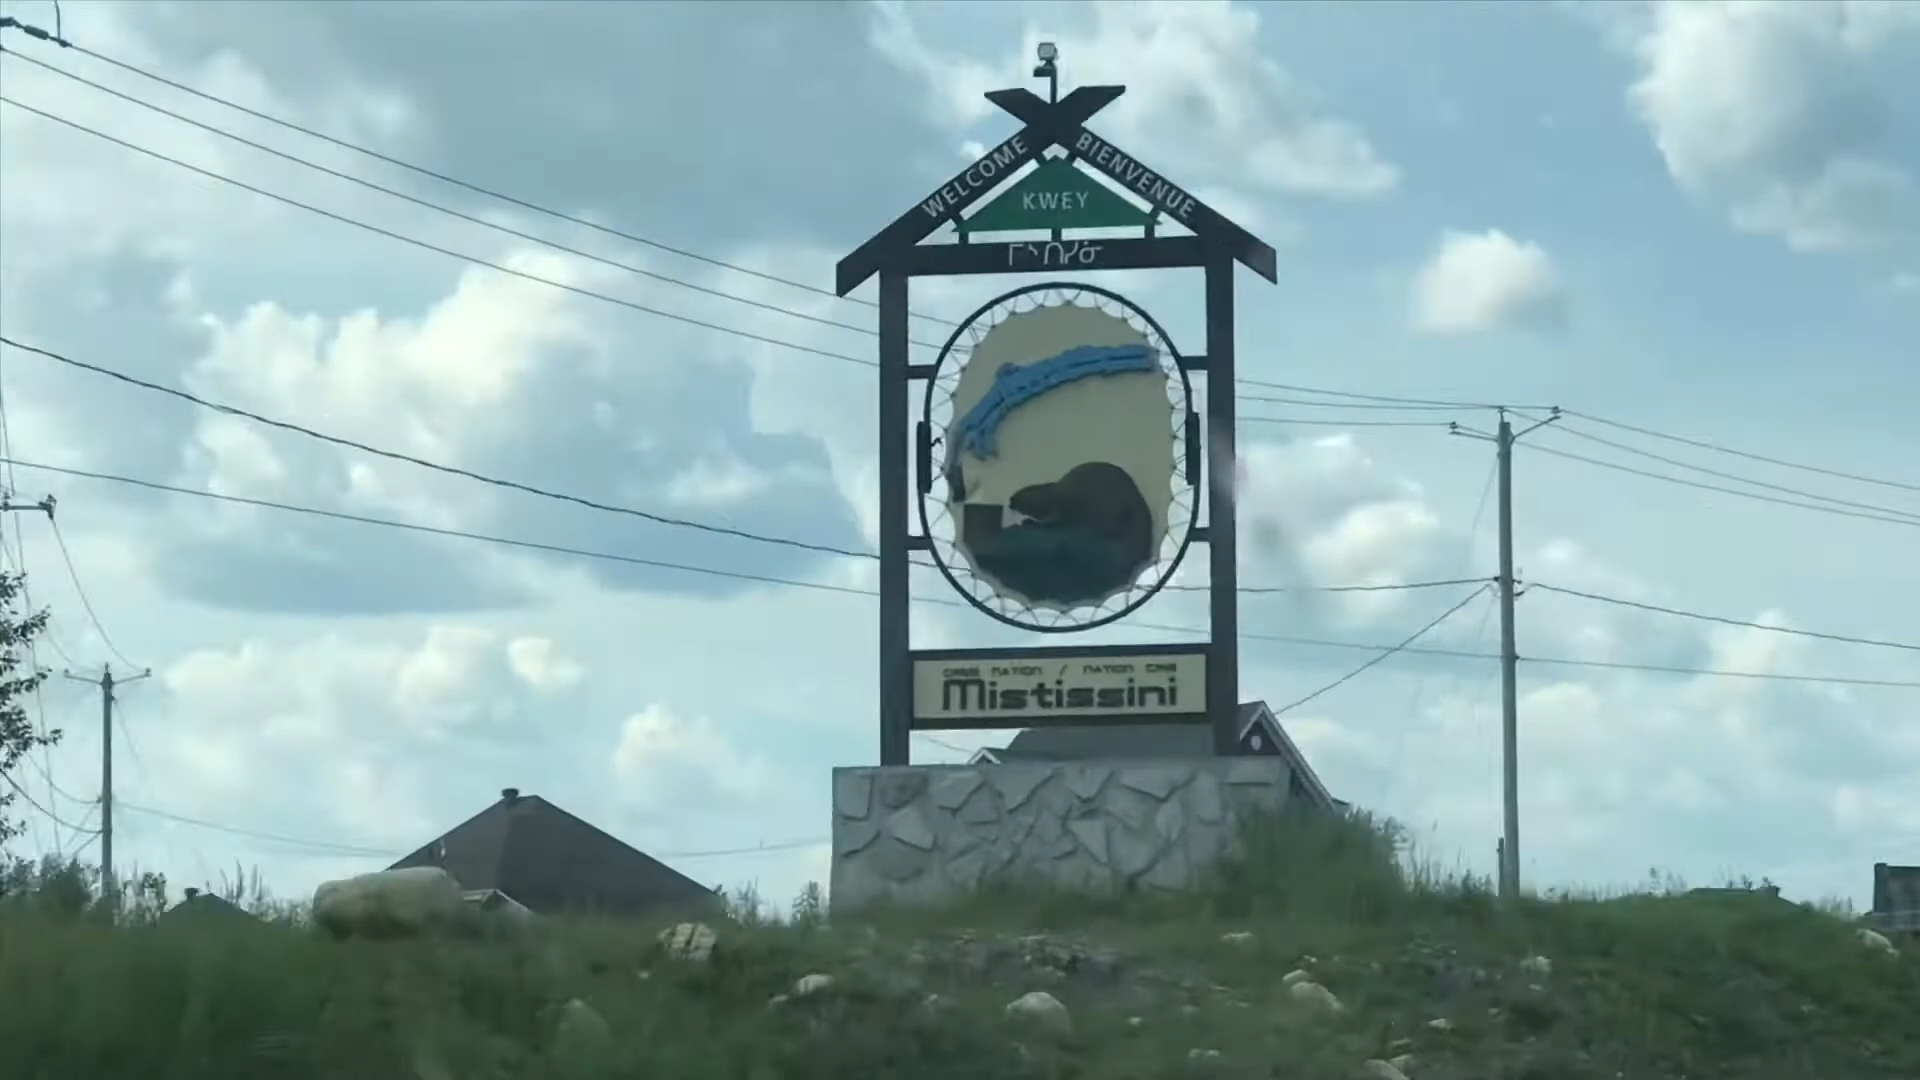 WELCOME BIENVENUE
KWEY
ᒥᔅᑎᓯᓃ
CREE NATION / NATION CRIE
Mistissini